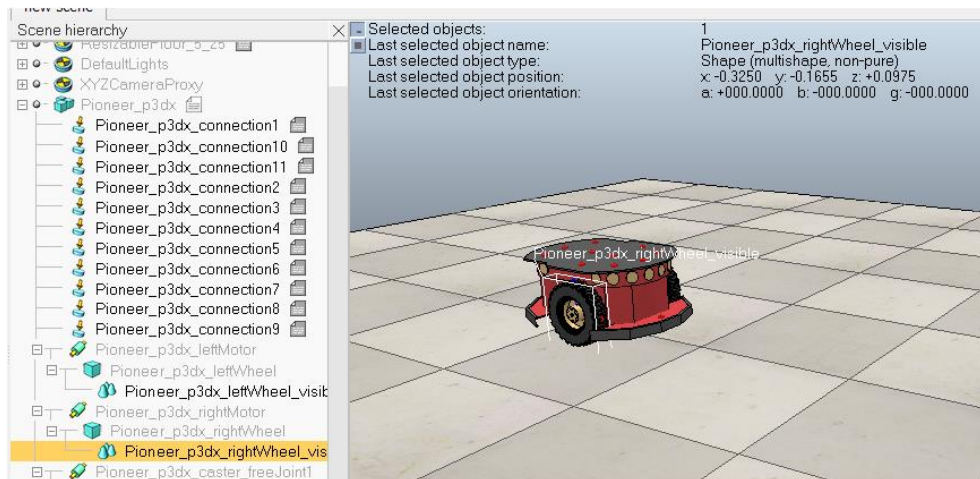 new scene
Scene hierarchy
ResizableFloor_5_25
DefaultLights
XYZCameraProxy
Pioneer_p3dx
Pioneer_p3dx_connection1
Pioneer_p3dx_connection10
Pioneer_p3dx_connection11
Pioneer_p3dx_connection2
Pioneer_p3dx_connection3
Pioneer_p3dx_connection4
Pioneer_p3dx_connection5
Pioneer_p3dx_connection6
Pioneer_p3dx_connection7
Pioneer_p3dx_connection8
Pioneer_p3dx_connection9
Pioneer_p3dx_leftMotor
Pioneer_p3dx_leftWheel
Pioneer_p3dx_leftWheel_visib
Pioneer_p3dx_rightMotor
Pioneer_p3dx_rightWheel
Pioneer_p3dx_rightWheel_vis
Pioneer_p3dx_caster_freeJoint1
Selected objects: 1
Last selected object name: Pioneer_p3dx_rightWheel_visible
Last selected object type: Shape (multishape, non-pure)
Last selected object position: x: -0.3250 y: -0.1655 z: +0.0975
Last selected object orientation: a: +000.0000 b: -000.0000 g: -000.0000
Pioneer_p3dx_rightWheel_visible